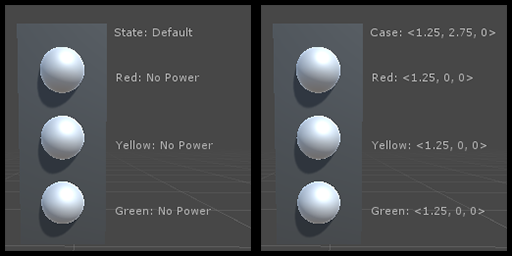 State: Default
Red: No Power
Yellow: No Power
Green: No Power
Case: <1.25, 2.75, 0>
Red: <1.25, 0, 0>
Yellow: <1.25, 0, 0>
Green: <1.25, 0, 0>